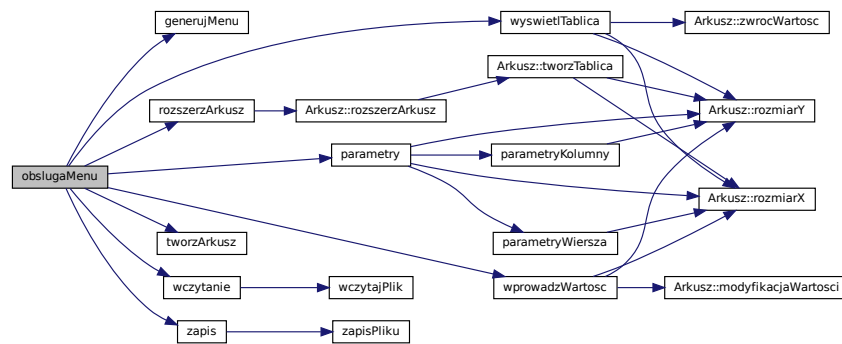 generujMenu
wyswietlTablica
Arkusz::zwrocWartosc
Arkusz::tworzTablica
rozszerzArkusz
Arkusz::rozszerzArkusz
Arkusz::rozmiarY
parametry
parametryKolumny
obslugaMenu
Arkusz::rozmiarX
tworzArkusz
parametryWiersza
wczytanie
wczytajPlik
wprowadzWartosc
Arkusz::modyfikacjaWartosci
zapis
zapisPliku